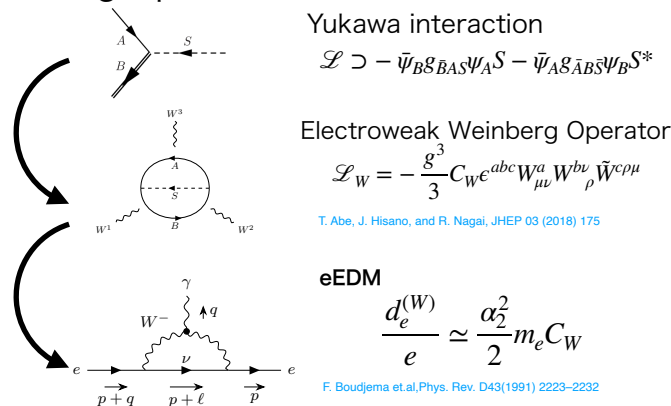 A
B
S
Yukawa interaction
ℒ ⊃ − ψ̄_B g_{B̄AS} ψ_A S − ψ̄_A g_{ĀBS̄} ψ_B S*
Electroweak Weinberg Operator
W³
A
S
B
W¹
W²
ℒ_W = − g³/3 C_W ϵ^{abc} W^a_{μν} W^{bν}_ρ W̃^{cρμ}
T. Abe, J. Hisano, and R. Nagai, JHEP 03 (2018) 175
eEDM
γ
q
W⁻
ν
e
e
p + q
p + ℓ
p
d_e^{(W)}/e ≃ α₂²/2 m_e C_W
F. Boudjema et.al,Phys. Rev. D43(1991) 2223–2232